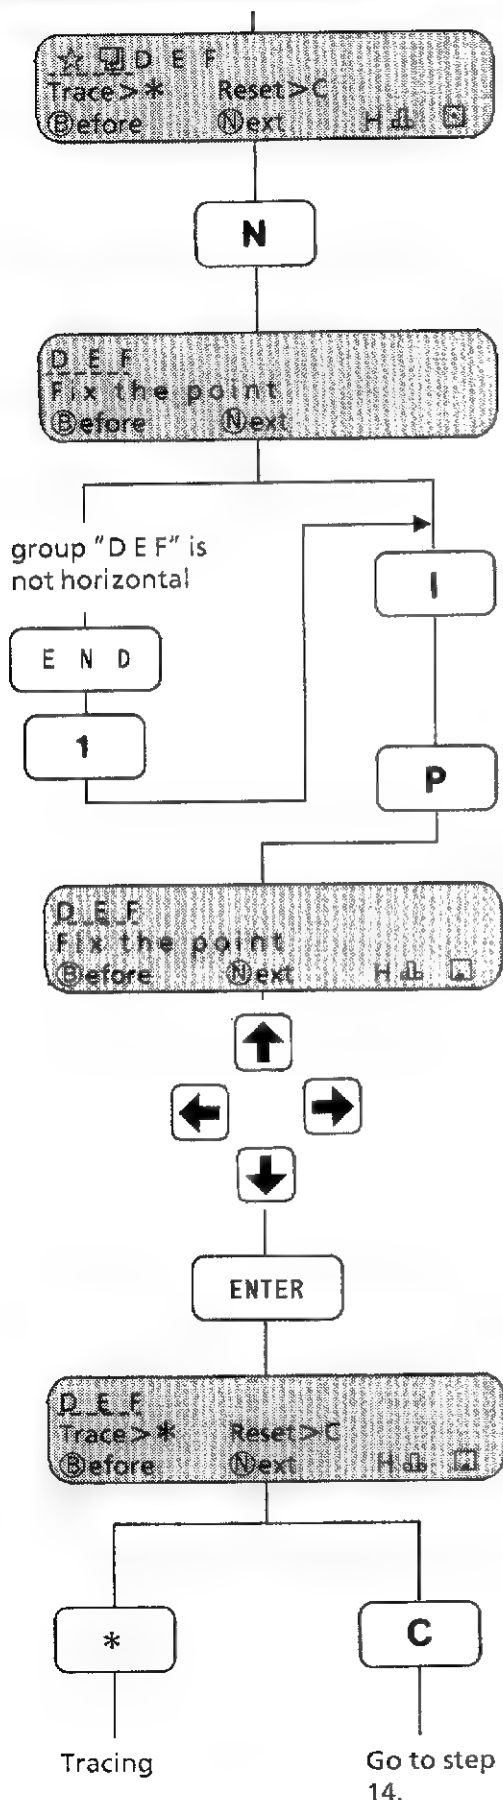 ☆ D E F
Trace>* Reset>C
Ⓑefore Ⓝext H
N
D E F
Fix the point
Ⓑefore Ⓝext
group "D E F" is
not horizontal
E N D
1
I
P
D E F
Fix the point
Ⓑefore Ⓝext H
ENTER
D E F
Trace>* Reset>C
Ⓑefore Ⓝext H
*
C
Tracing
Go to step
14.